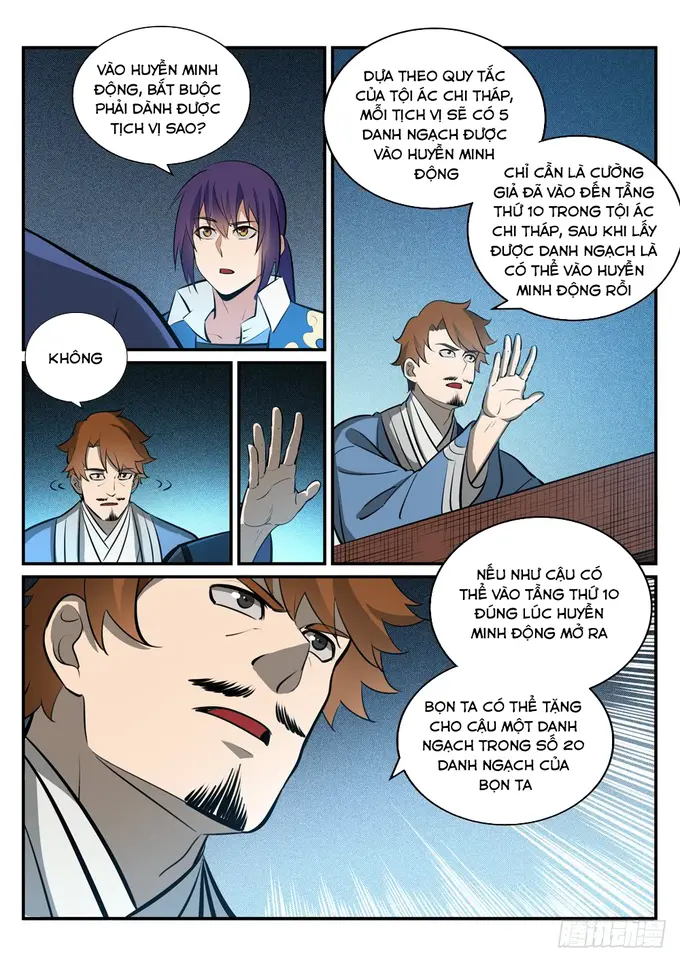 VÀO HUYỀN MINH
ĐỘNG, BẮT BUỘC
PHẢI DÀNH ĐƯỢC
TỊCH VỊ SAO?
KHÔNG
DỰA THEO QUY TẮC
CỦA TỘI ÁC CHI THÁP,
MỖI TỊCH VỊ SẼ CÓ 5
DANH NGẠCH ĐƯỢC
VÀO HUYỀN MINH
ĐỘNG
CHỈ CẦN LÀ CƯỜNG
GIẢ ĐÃ VÀO ĐẾN TẦNG
THỨ 10 TRONG TỘI ÁC
CHI THÁP, SAU KHI LẤY
ĐƯỢC DANH NGẠCH LÀ
CÓ THỂ VÀO HUYỀN
MINH ĐỘNG RỒI
NẾU NHƯ CẬU CÓ
THỂ VÀO TẦNG THỨ 10
ĐÚNG LÚC HUYỀN
MINH ĐỘNG MỞ RA
BỌN TA CÓ THỂ TẶNG
CHO CẬU MỘT DANH
NGẠCH TRONG SỐ 20
DANH NGẠCH CỦA
BỌN TA
腾讯动漫